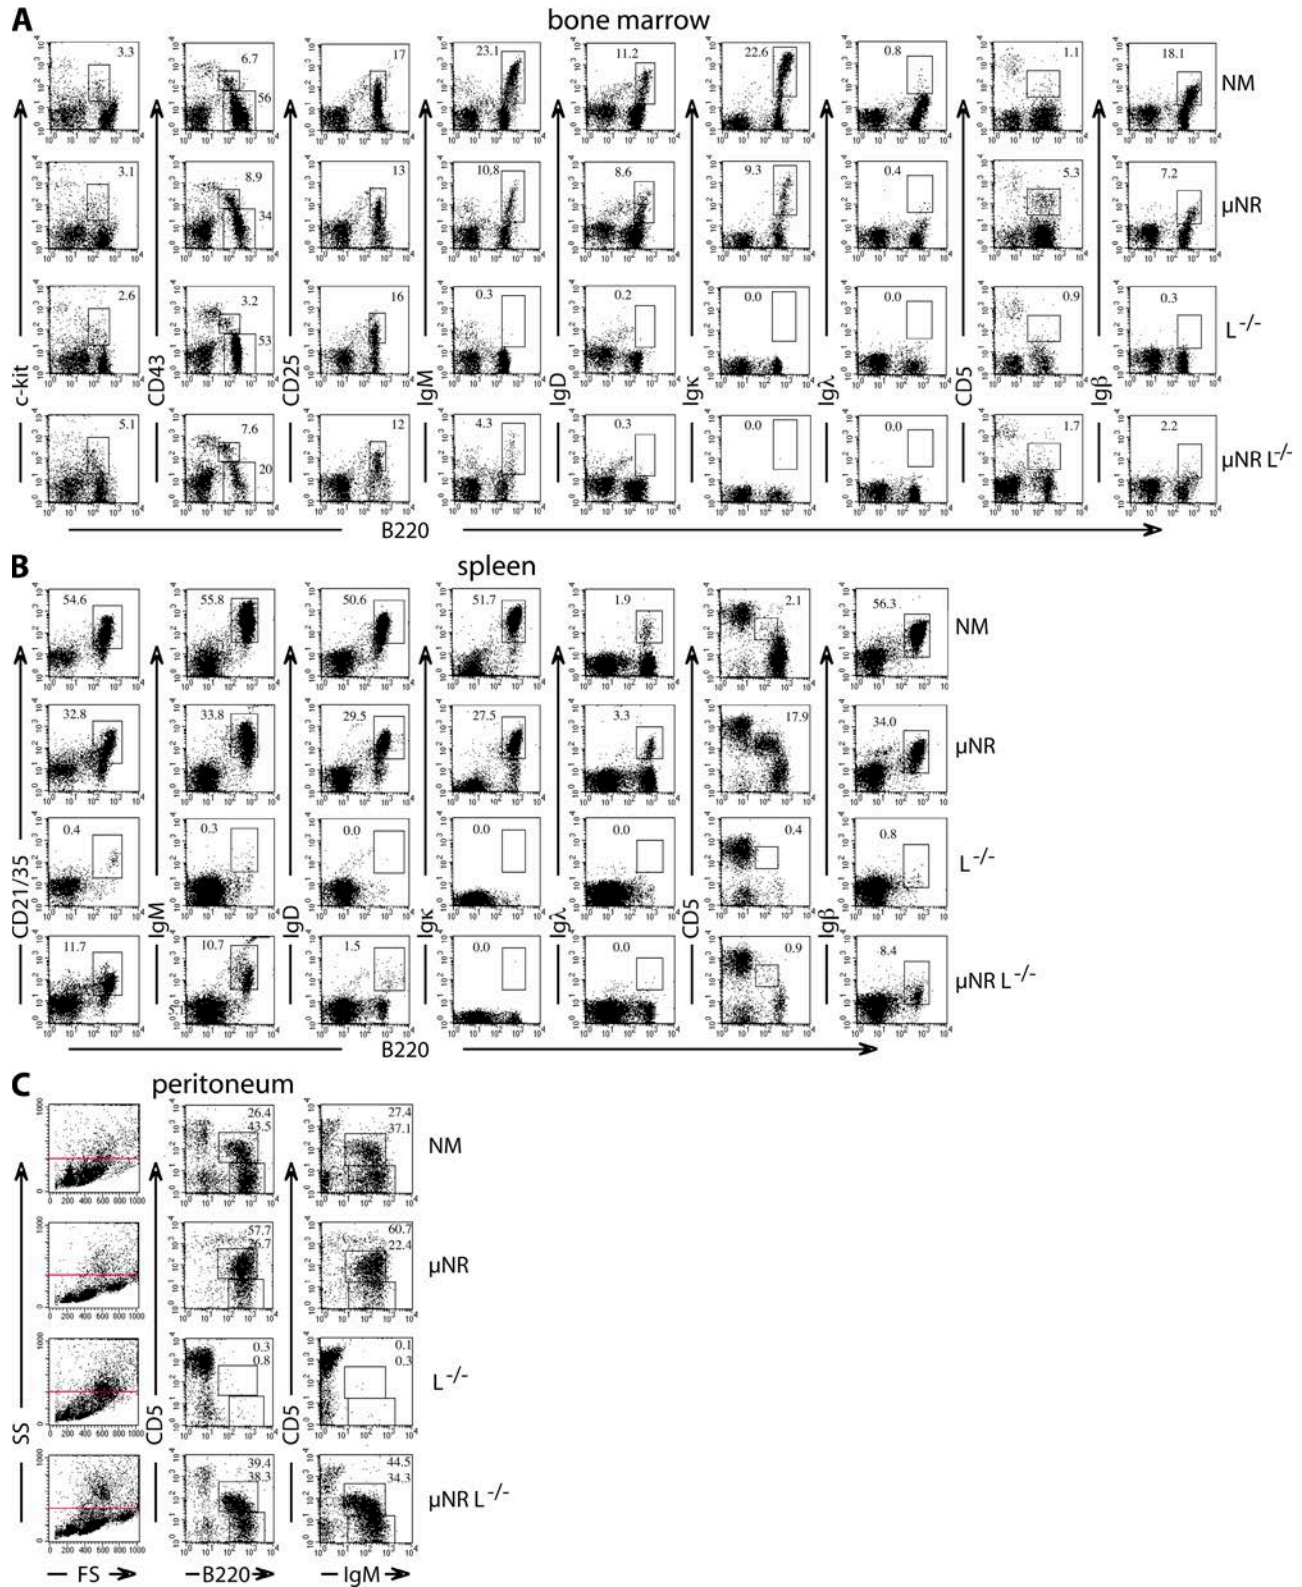 A bone marrow
3.3 6.7 17 23.1 11.2 22.6 0.8 1.1 18.1 NM
56
3.1 8.9 13 10.8 8.6 9.3 0.4 5.3 7.2 μNR
34
2.6 3.2 16 0.3 0.2 0.0 0.0 0.9 0.3 L-/-
53
5.1 7.6 12 4.3 0.3 0.0 0.0 1.7 2.2 μNR L-/-
20
c-kit CD43 CD25 IgM IgD Igκ Igλ CD5 Igβ
B220
B spleen
54.6 55.8 50.6 51.7 1.9 2.1 56.3 NM
32.8 33.8 29.5 27.5 3.3 17.9 34.0 μNR
0.4 0.3 0.0 0.0 0.0 0.4 0.8 L-/-
11.7 10.7 1.5 0.0 0.0 0.9 8.4 μNR L-/-
CD21/35 IgM IgD Igκ Igλ CD5 Igβ
B220
C peritoneum
26.4 27.4
43.5 37.1 NM
57.7 60.7
26.7 22.4 μNR
0.3 0.1
0.8 0.3 L-/-
39.4 44.5
38.3 34.3 μNR L-/-
SS CD5 CD5
0 200 400 600 800 1000
FS B220 IgM